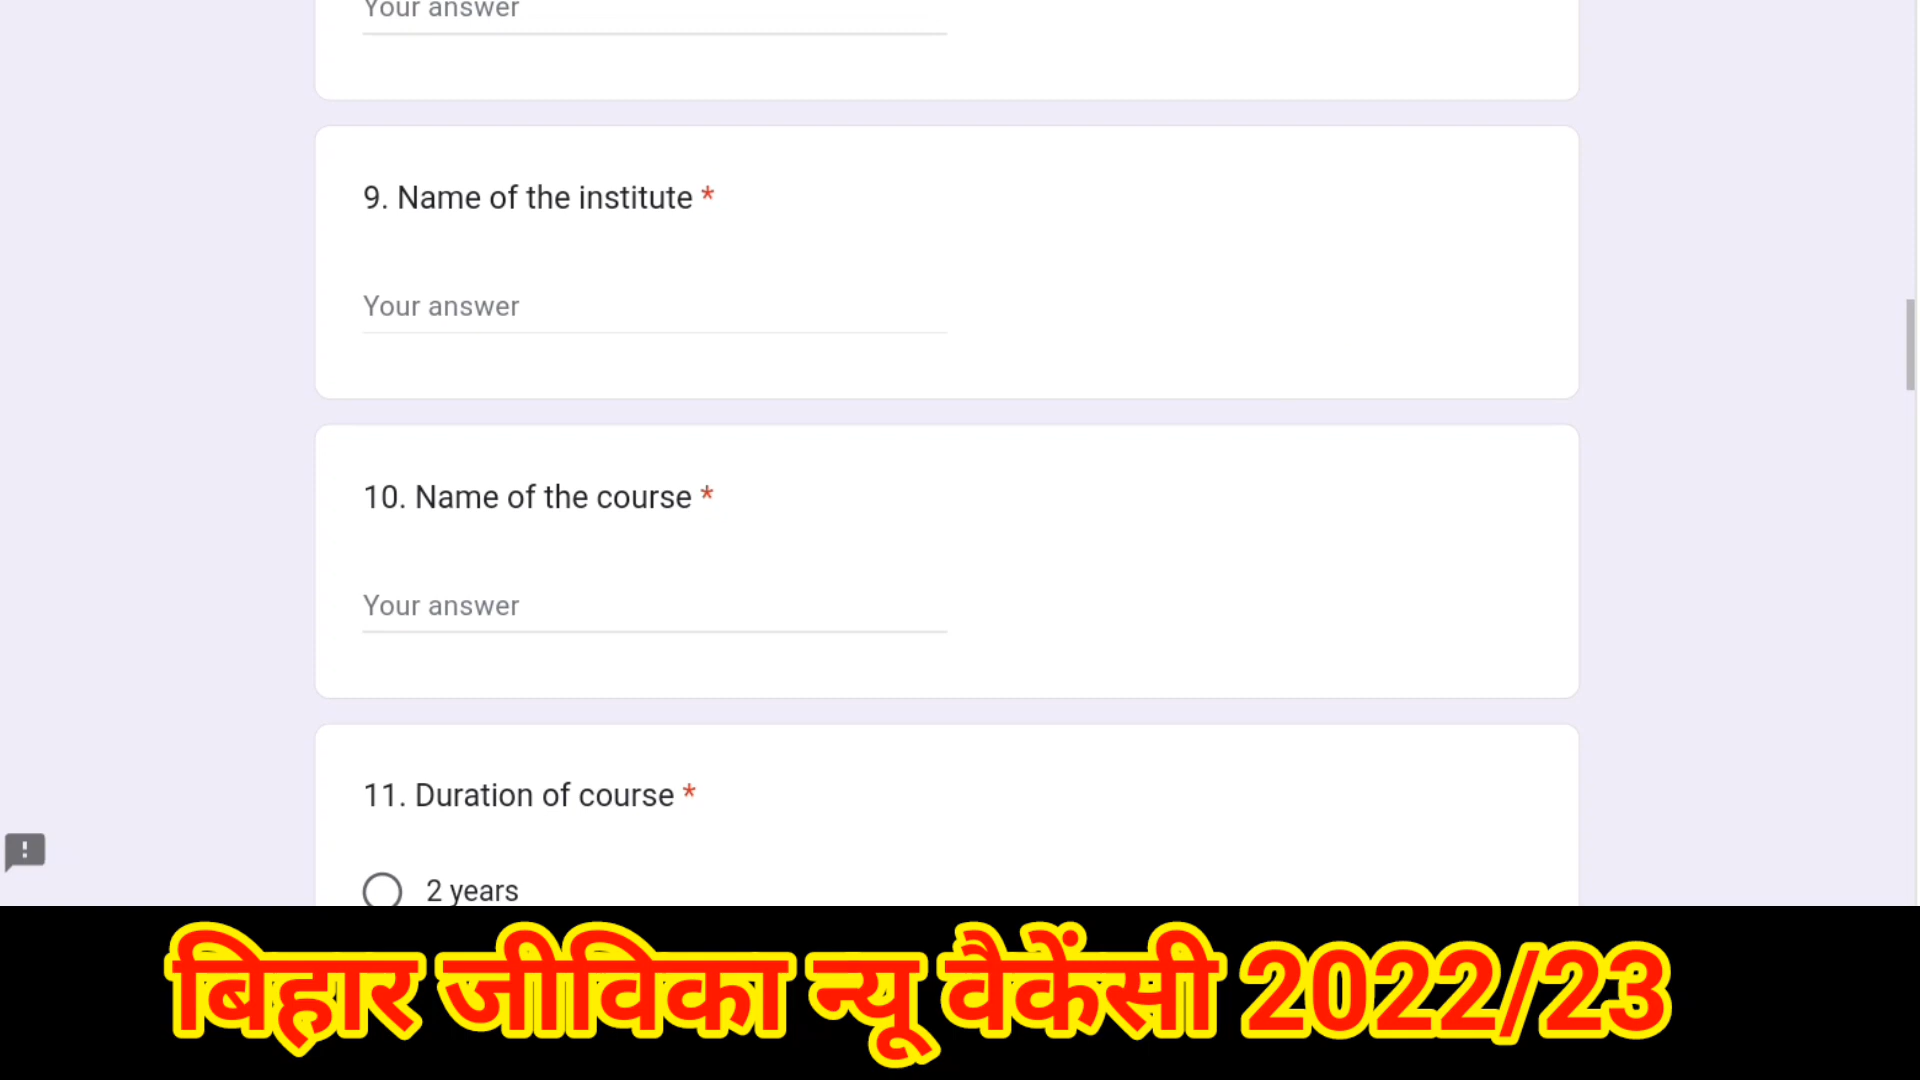 Your answer
9. Name of the institute *
Your answer
10. Name of the course *
Your answer
11. Duration of course *
2 years
बिहार जीविका न्यू वैकेंसी 2022/23